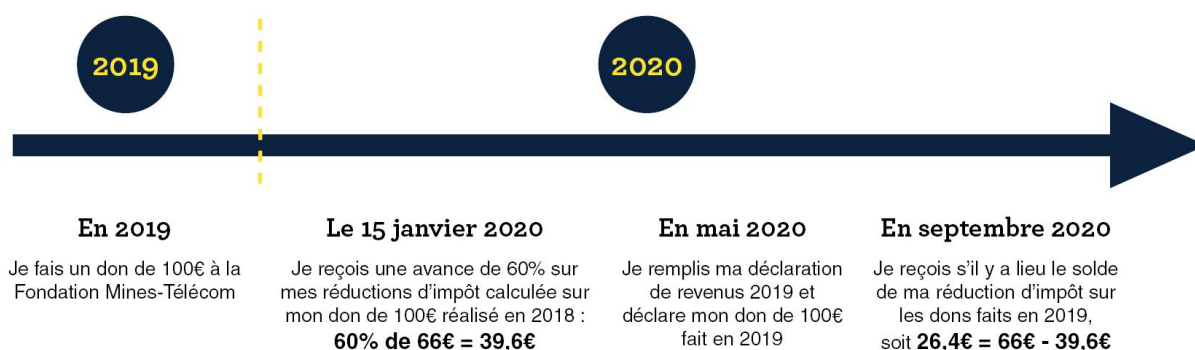 2019
2020
En 2019
Je fais un don de 100€ à la
Fondation Mines-Télécom
Le 15 janvier 2020
Je reçois une avance de 60% sur
mes réductions d'impôt calculée sur
mon don de 100€ réalisé en 2018 :
60% de 66€ = 39,6€
En mai 2020
Je remplis ma déclaration
de revenus 2019 et
déclare mon don de 100€
fait en 2019
En septembre 2020
Je reçois s'il y a lieu le solde
de ma réduction d'impôt sur
les dons faits en 2019,
soit 26,4€ = 66€ - 39,6€